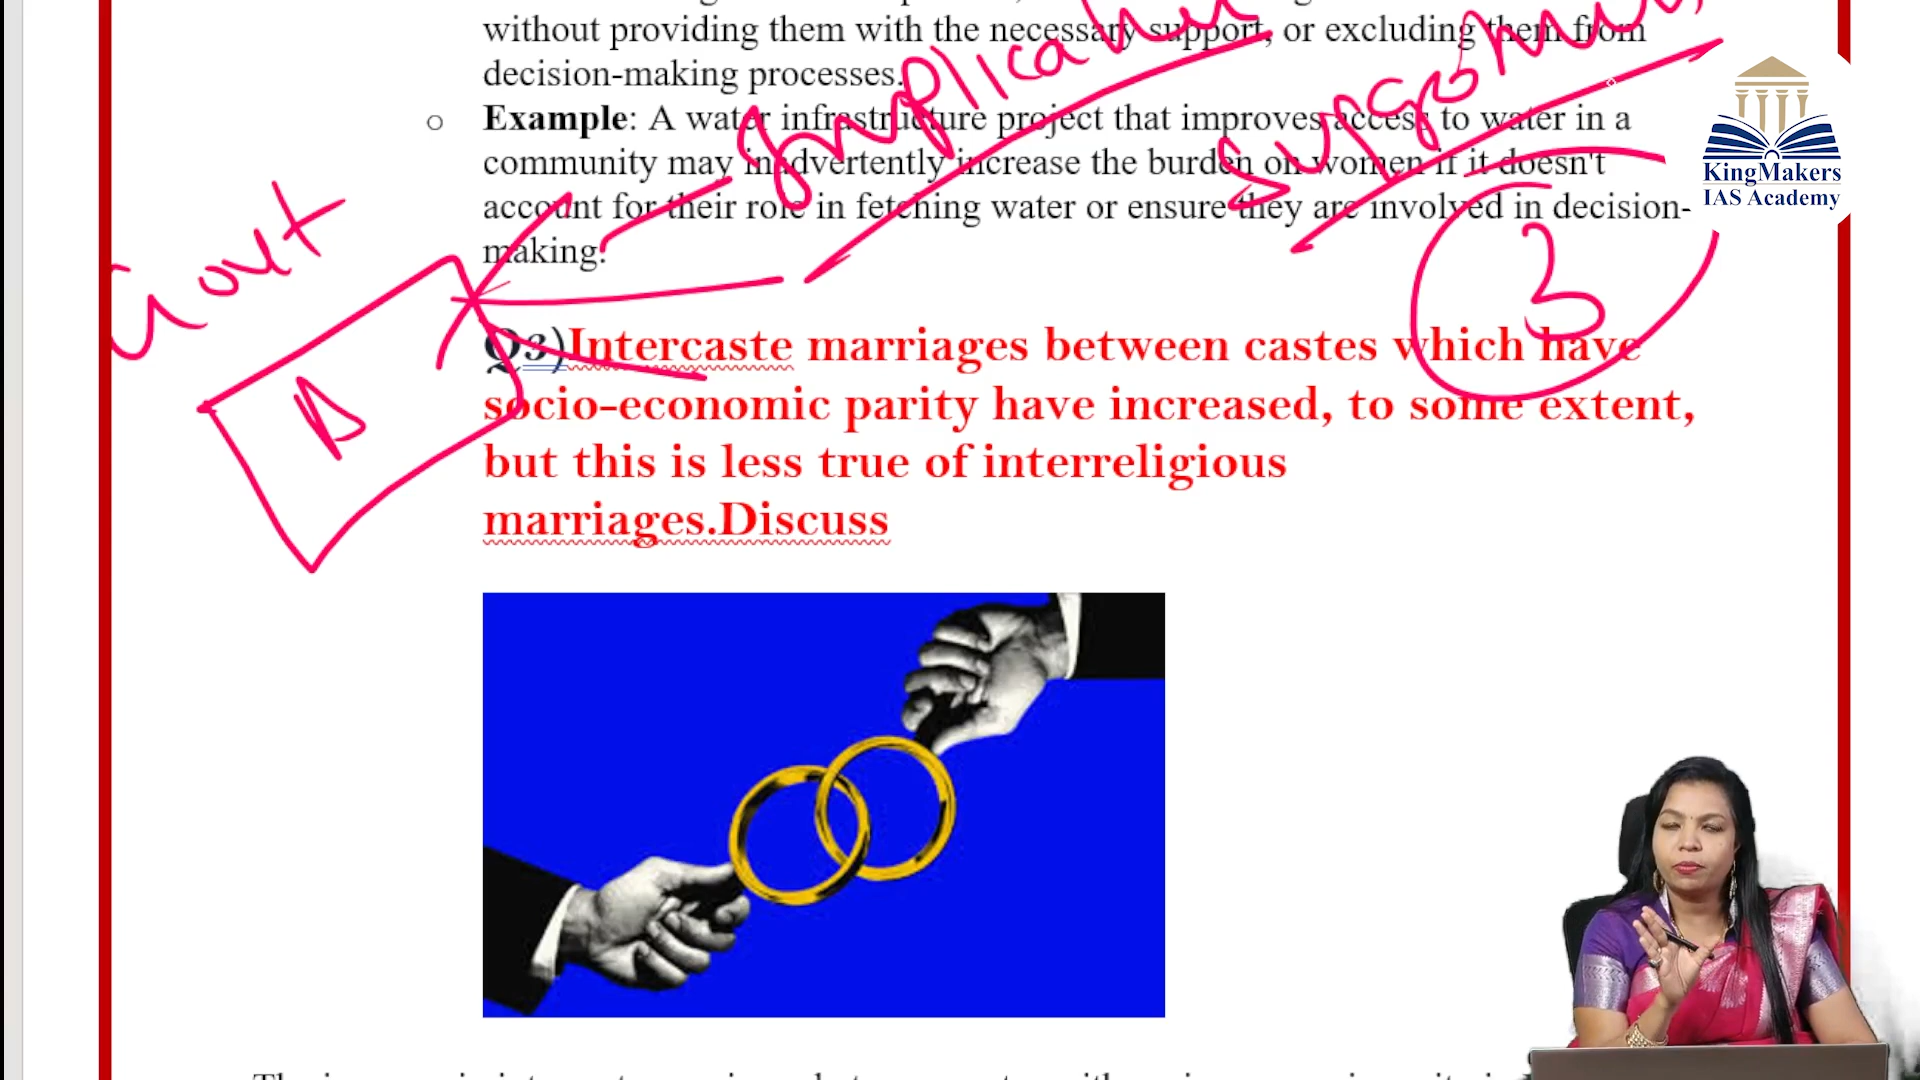 without providing them with the necessary support, or excluding them from
decision-making processes.
Implication
○ Example: A water infrastructure project that improves access to water in a
community may inadvertently increase the burden on women if it doesn't
account for their role in fetching water or ensure they are involved in decision-
making.
KingMakers
IAS Academy
Govt
3
A
Q3)Intercaste marriages between castes which have
socio-economic parity have increased, to some extent,
but this is less true of interreligious
marriages.Discuss